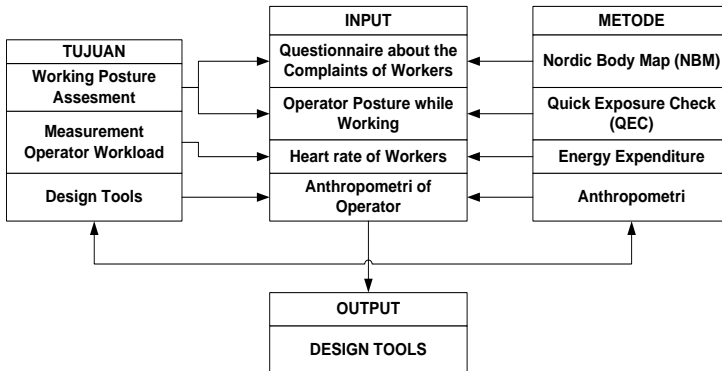 TUJUAN
Working Posture
Assesment
Measurement
Operator Workload
Design Tools
INPUT
Questionnaire about the
Complaints of Workers
Operator Posture while
Working
Heart rate of Workers
Anthropometri of
Operator
METODE
Nordic Body Map (NBM)
Quick Exposure Check
(QEC)
Energy Expenditure
Anthropometri
OUTPUT
DESIGN TOOLS